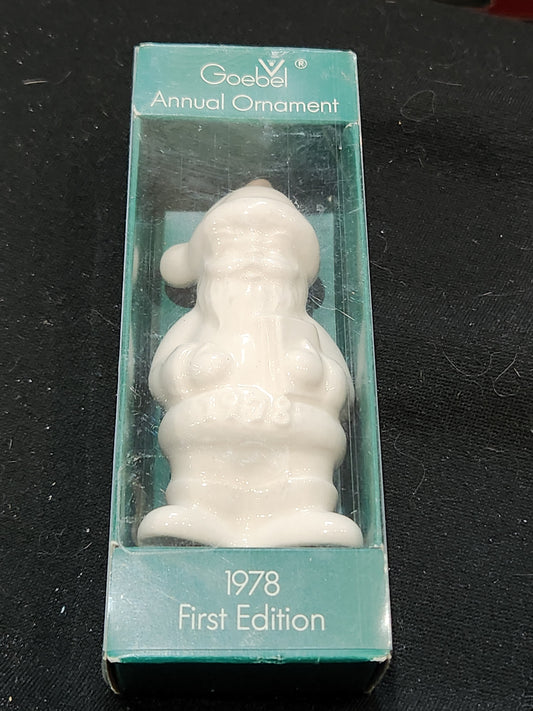 Goebel ®
Annual Ornament
1978
1978
First Edition